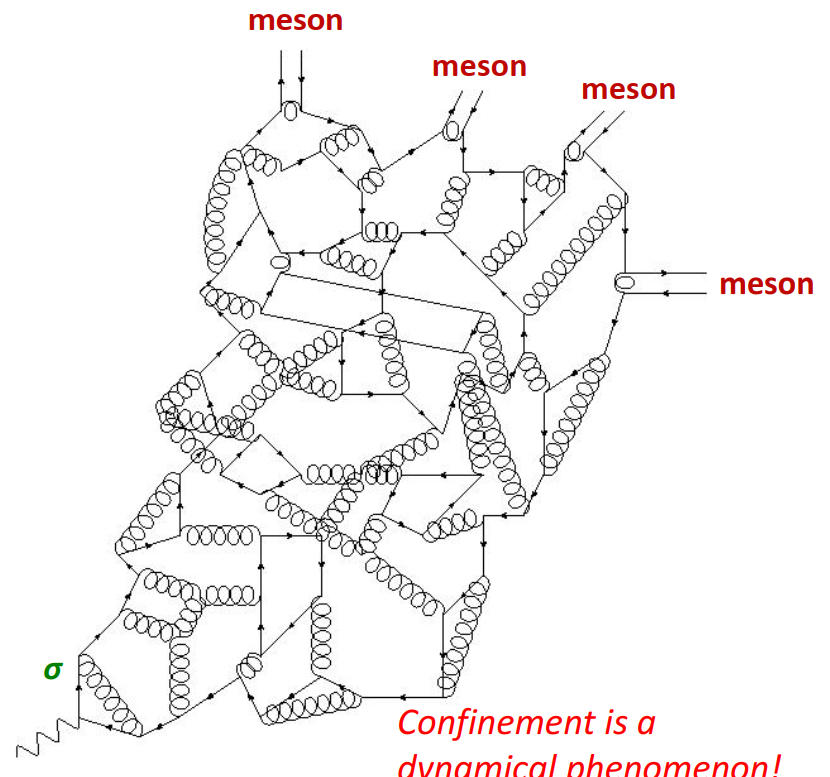 meson
meson
meson
meson
σ
Confinement is a
dynamical phenomenon!